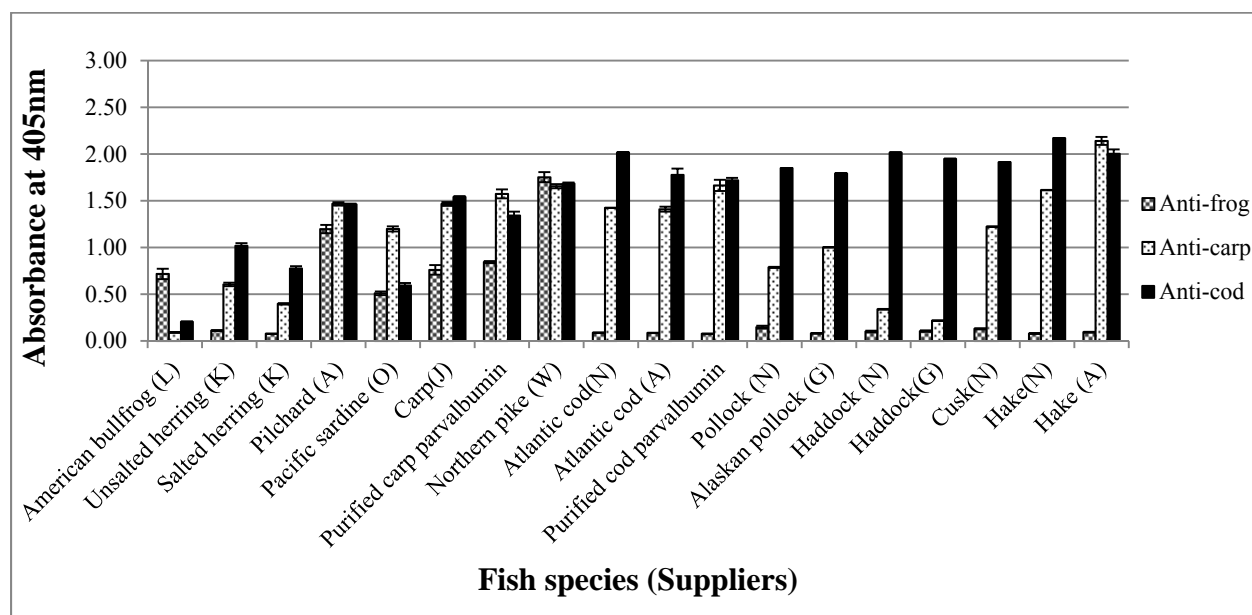 Absorbance at 405nm
3.00
2.50
2.00
1.50
1.00
0.50
0.00
American bullfrog (L)
Unsalted herring (K)
Salted herring (K)
Pilchard (A)
Pacific sardine (O)
Carp(J)
Purified carp parvalbumin
Northern pike (W)
Atlantic cod(N)
Atlantic cod (A)
Purified cod parvalbumin
Pollock (N)
Alaskan pollock (G)
Haddock (N)
Haddock(G)
Cusk(N)
Hake(N)
Hake (A)
Fish species (Suppliers)
Anti-frog
Anti-carp
Anti-cod